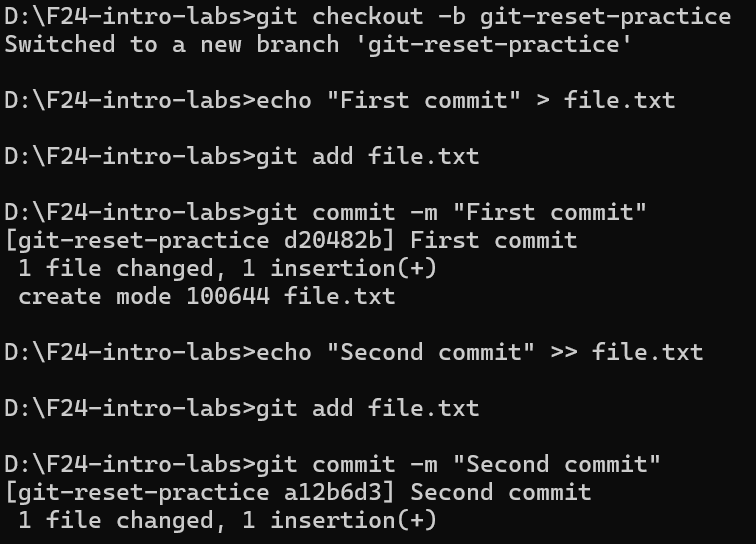 D:\F24-intro-labs>git checkout -b git-reset-practice
Switched to a new branch 'git-reset-practice'
D:\F24-intro-labs>echo "First commit" > file.txt
D:\F24-intro-labs>git add file.txt
D:\F24-intro-labs>git commit -m "First commit"
[git-reset-practice d20482b] First commit
 1 file changed, 1 insertion(+)
 create mode 100644 file.txt
D:\F24-intro-labs>echo "Second commit" >> file.txt
D:\F24-intro-labs>git add file.txt
D:\F24-intro-labs>git commit -m "Second commit"
[git-reset-practice a12b6d3] Second commit
 1 file changed, 1 insertion(+)